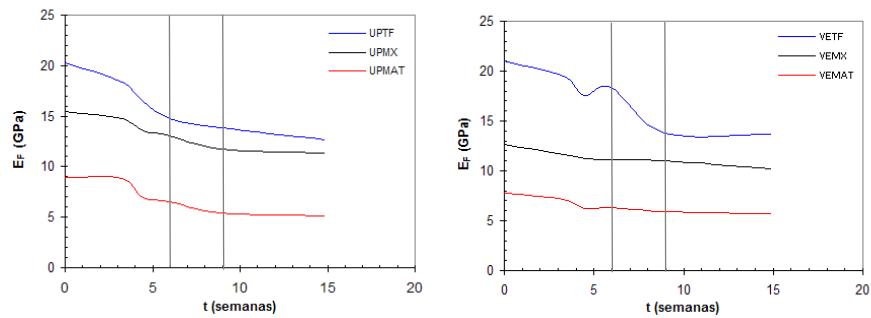 25
20
15
10
5
0
E_F (GPa)
UPTF
UPMX
UPMAT
0 5 10 15 20
t (semanas)
25
20
15
10
5
0
E_F (GPa)
VETF
VEMX
VEMAT
0 5 10 15 20
t (semanas)